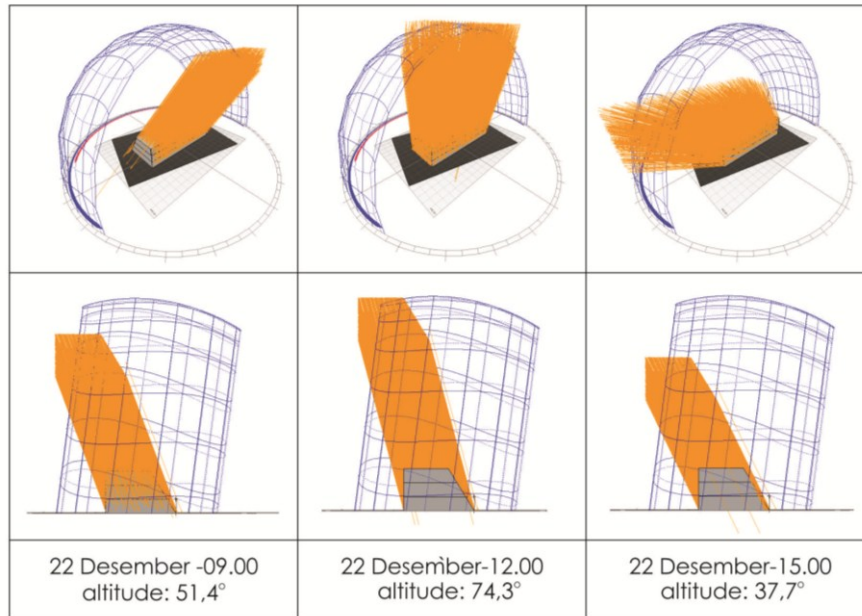 22 Desember -09.00
altitude: 51,4°
22 Desember-12.00
altitude: 74,3°
22 Desember-15.00
altitude: 37,7°